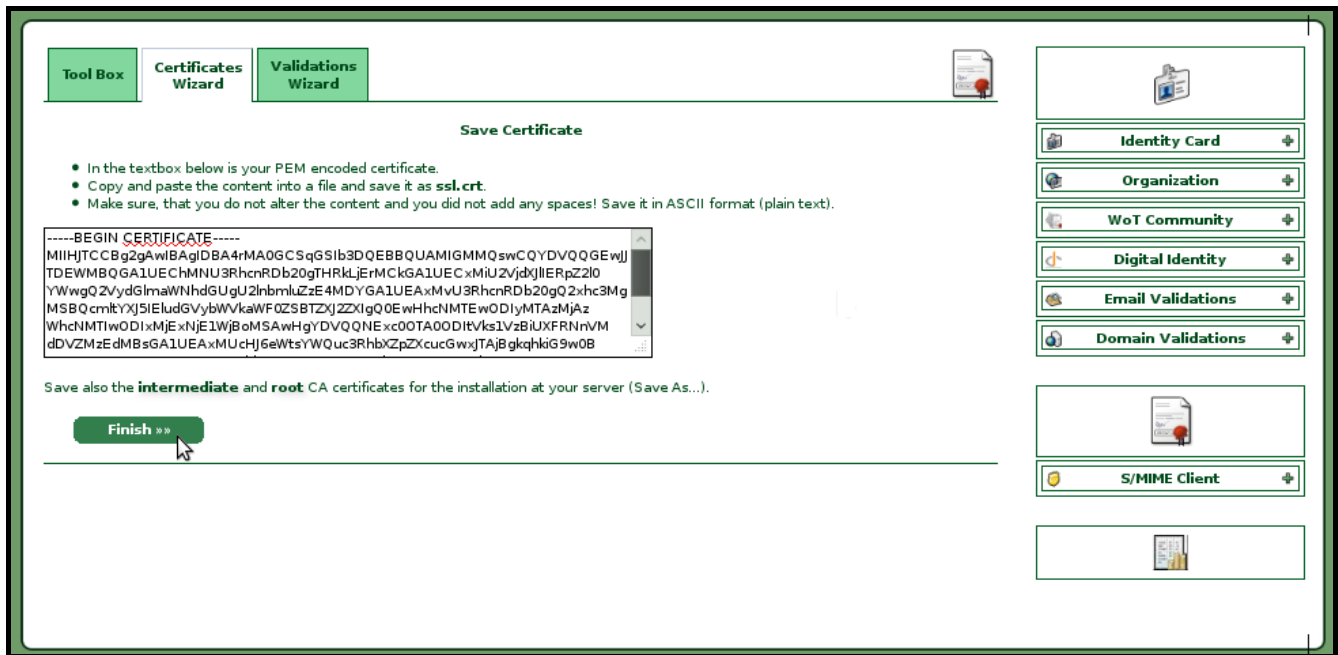 Tool Box
Certificates
Wizard
Validations
Wizard
Save Certificate
In the textbox below is your PEM encoded certificate.
Copy and paste the content into a file and save it as ssl.crt.
Make sure, that you do not alter the content and you did not add any spaces! Save it in ASCII format (plain text).
-----BEGIN CERTIFICATE-----
MIIHJTCCBg2gAwIBAgIDBA4rMA0GCSqGSIb3DQEBBQUAMIGMMQswCQYDVQQGEwJJ
TDEWMBQGA1UEChMNU3RhcnRDb20gTHRkLjErMCkGA1UECxMiU2VjdXJlIERpZ2l0
YWwgQ2VydGlmaWNhdGUgU2lnbmluZzE4MDYGA1UEAxMvU3RhcnRDb20gQ2xhc3Mg
MSBQcmltYXJ5IEludGVybWVkaWF0ZSBTZXJ2ZXIgQ0EwHhcNMTEwODIyMTAzMjAz
WhcNMTIwODIxMjExNjE1WjBoMSAwHgYDVQQNExc0OTA0ODItVks1VzBiUXFRNnVM
dDVZMzEdMBsGA1UEAxMUcHJ6eWtsYWQuc3RhbXZpZXcucGwxJTAjBgkqhkiG9w0B
Save also the intermediate and root CA certificates for the installation at your server (Save As...).
Finish »»
Identity Card
Organization
WoT Community
Digital Identity
Email Validations
Domain Validations
S/MIME Client